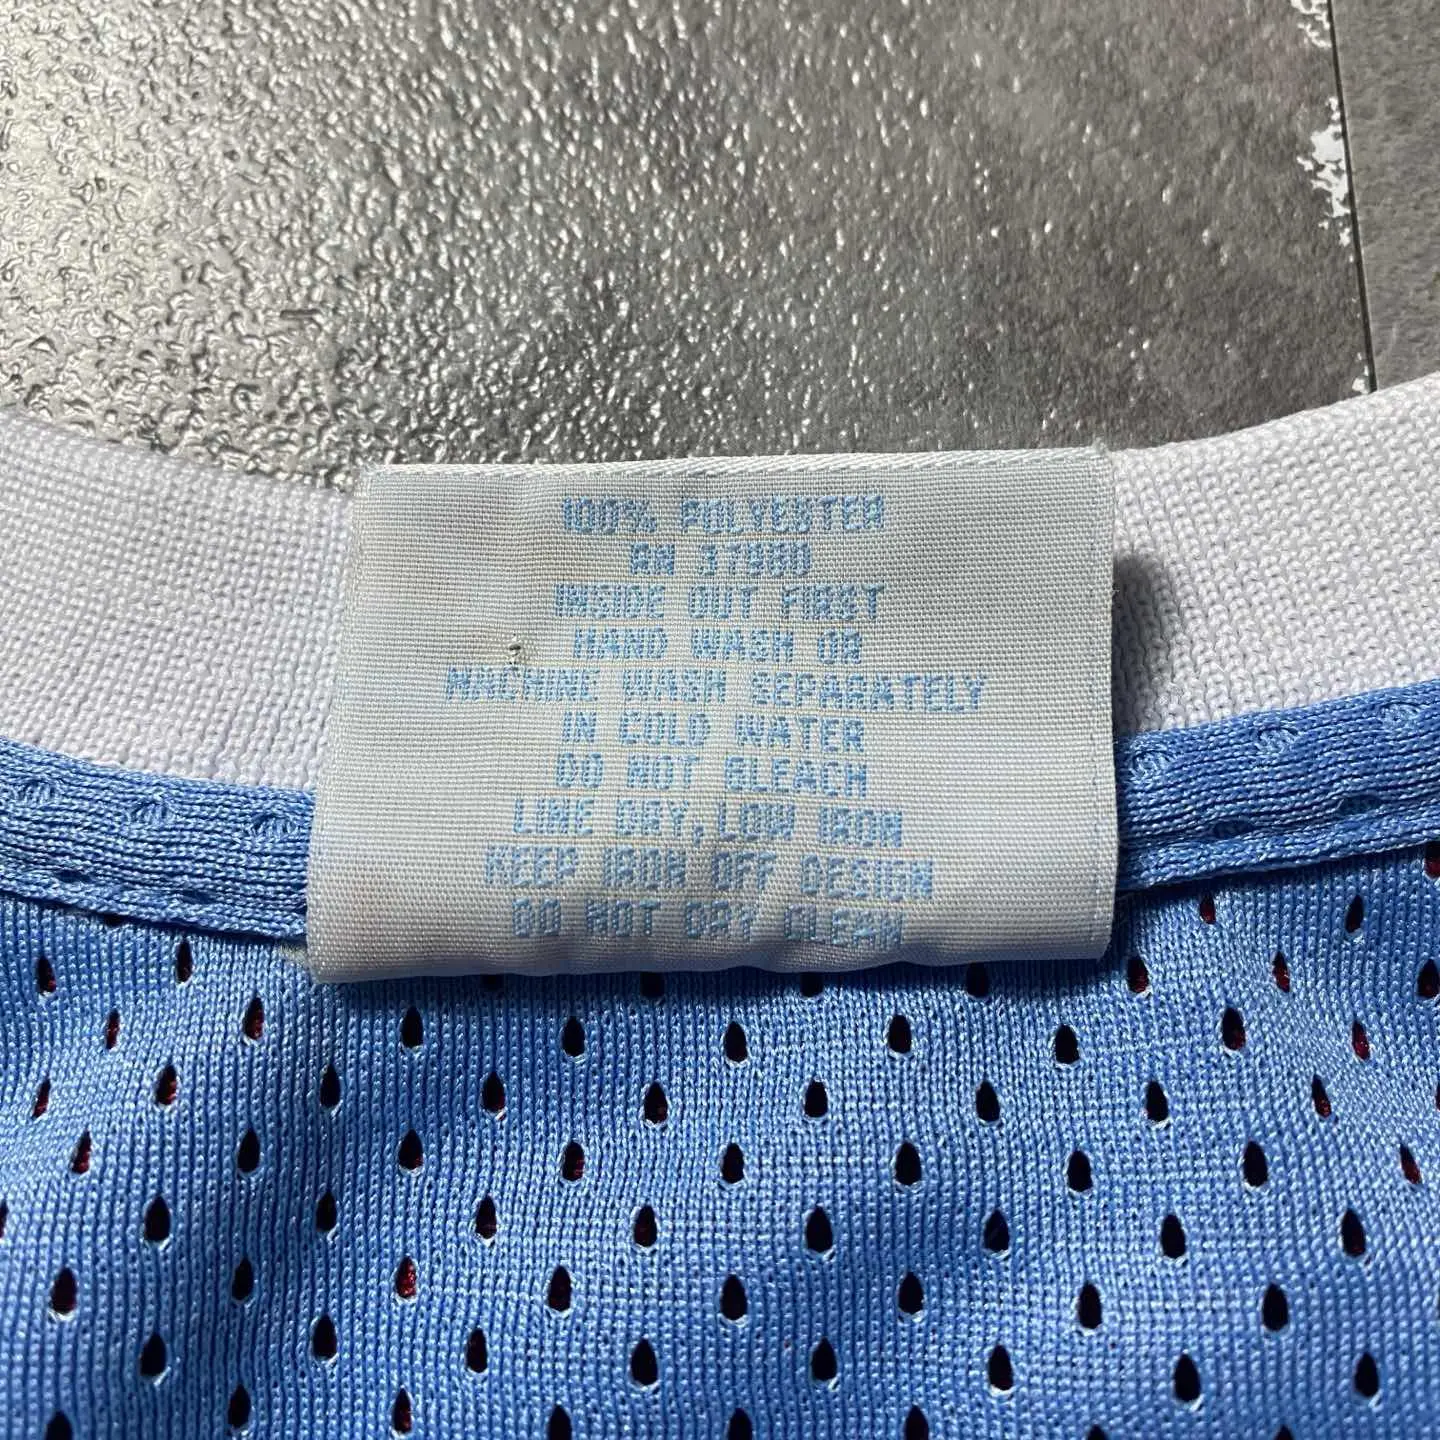 100% POLYESTER
RN 37980
INSIDE OUT FIRST
HAND WASH OR
MACHINE WASH SEPARATELY
IN COLD WATER
DO NOT BLEACH
LINE DRY, LOW IRON
KEEP IRON OFF DESIGN
DO NOT DRY CLEAN